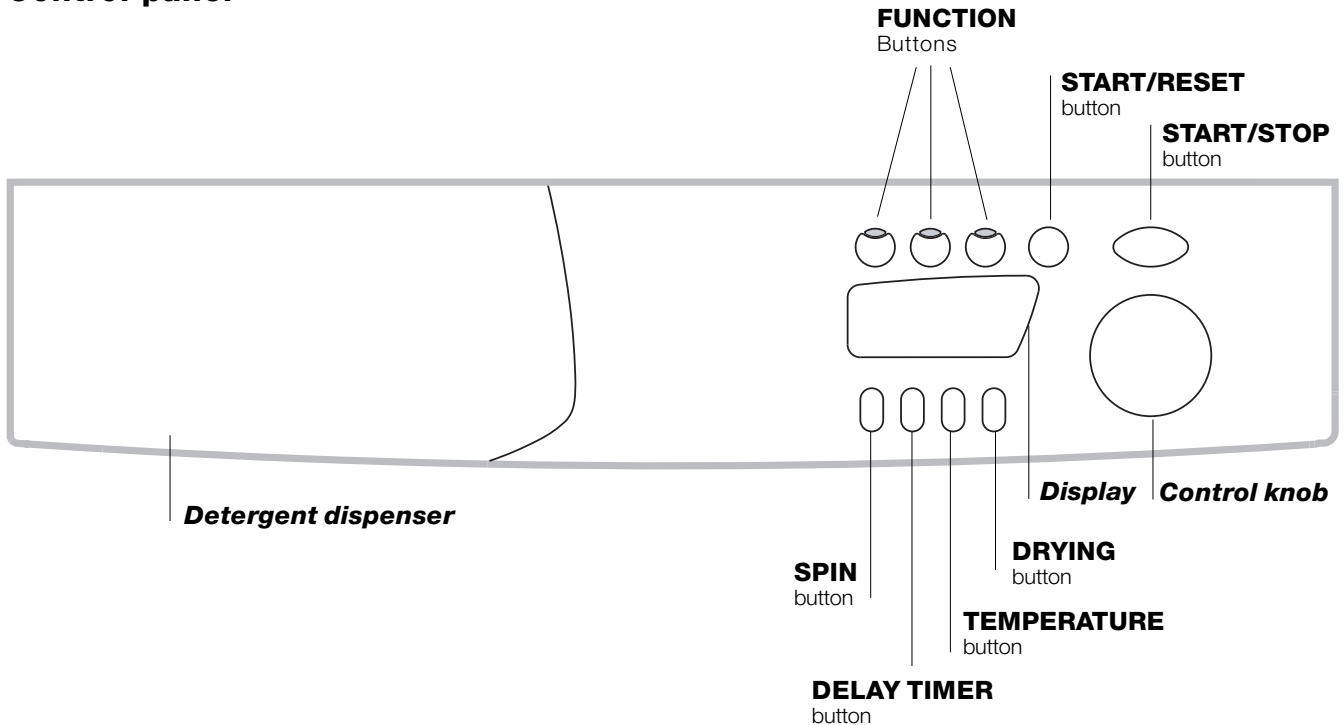 Control panel
FUNCTION
Buttons
START/RESET
button
START/STOP
button
Detergent dispenser
Display
Control knob
SPIN
button
DRYING
button
TEMPERATURE
button
DELAY TIMER
button